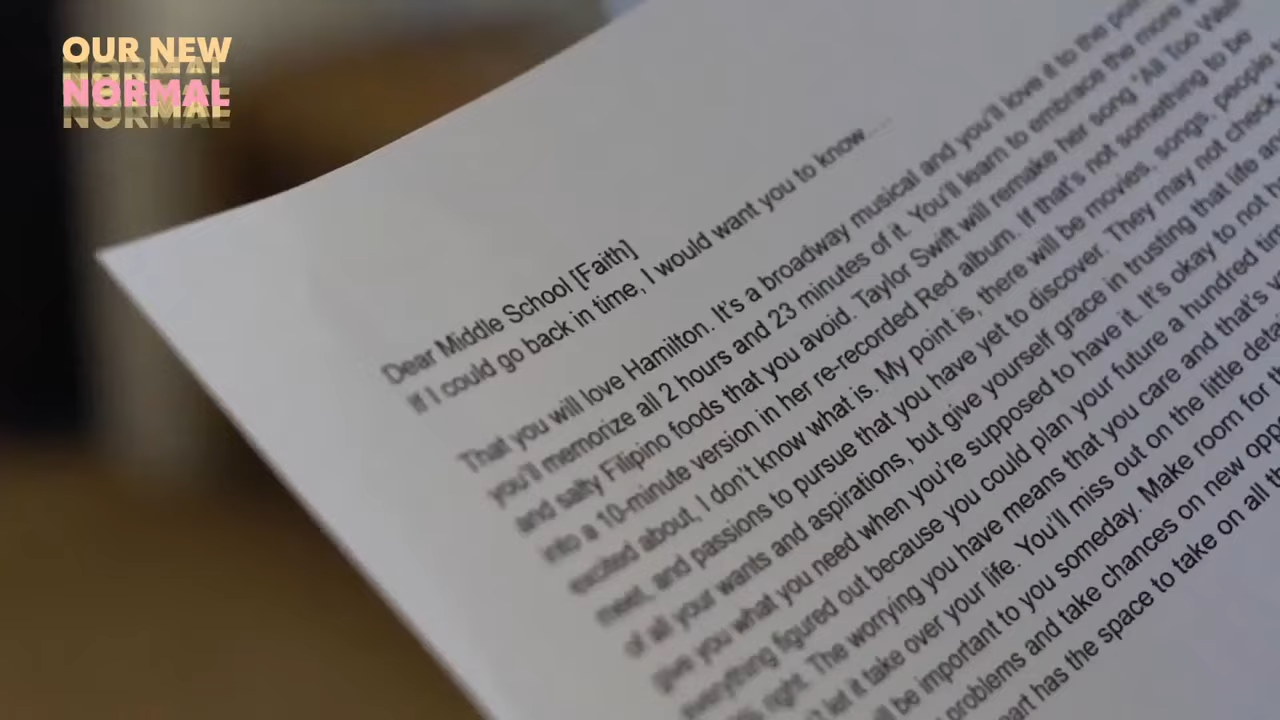 OUR NEW
NORMAL
NORMAL
NORMAL
Dear Middle School [Faith]
If I could go back in time, I would want you to know....
That you will love Hamilton. It's a broadway musical and you'll love it to the
you'll memorize all 2 hours and 23 minutes of it. You'll learn to embrace the more
and salty Filipino foods that you avoid. Taylor Swift will remake her song "All Too Well"
into a 10-minute version in her re-recorded Red album. If that's not something to be
excited about, I don't know what is. My point is, there will be movies, songs, people
meet, and passions to pursue that you have yet to discover. They may not check
of all your wants and aspirations, but give yourself grace in trusting that life
give you what you need when you're supposed to have it. It's okay to not
everything figured out because you could plan your future a hundred
right. The worrying you have means that you care and that's
let it take over your life. You'll miss out on the little
be important to you someday. Make room for
problems and take chances on new
has the space to take on all